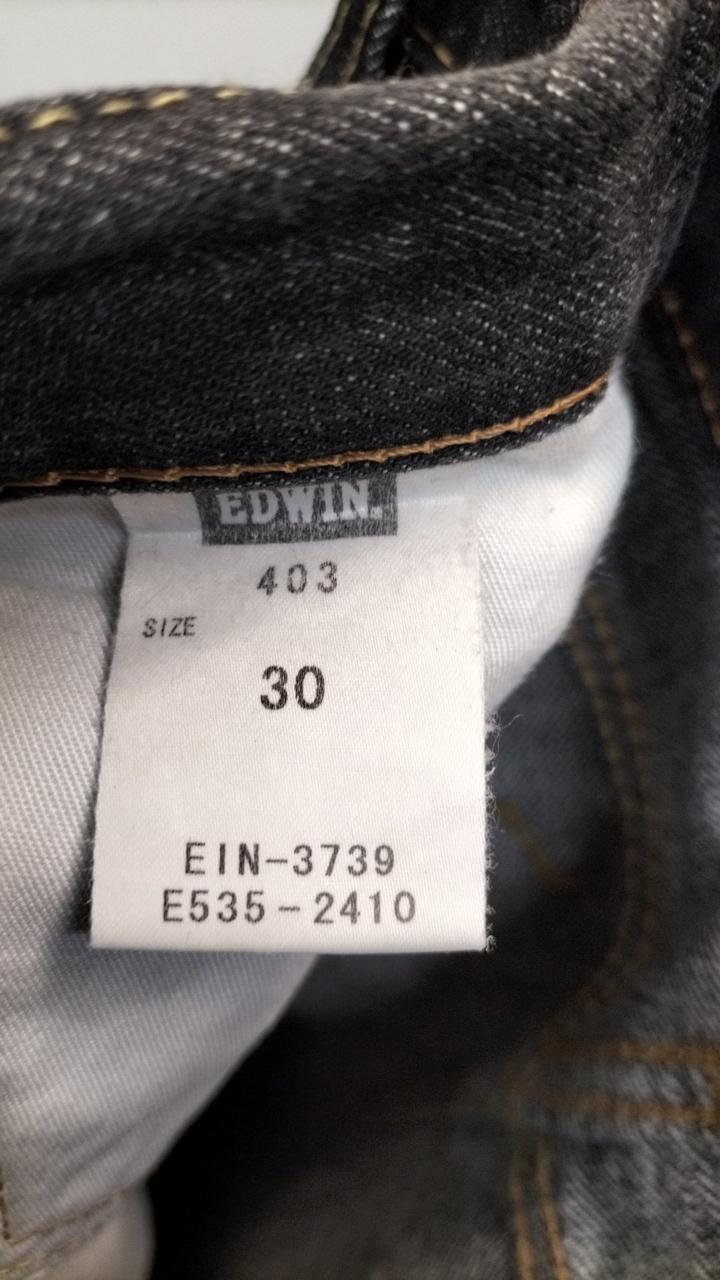 EDWIN.
403
SIZE
30
EIN-3739
E535-2410